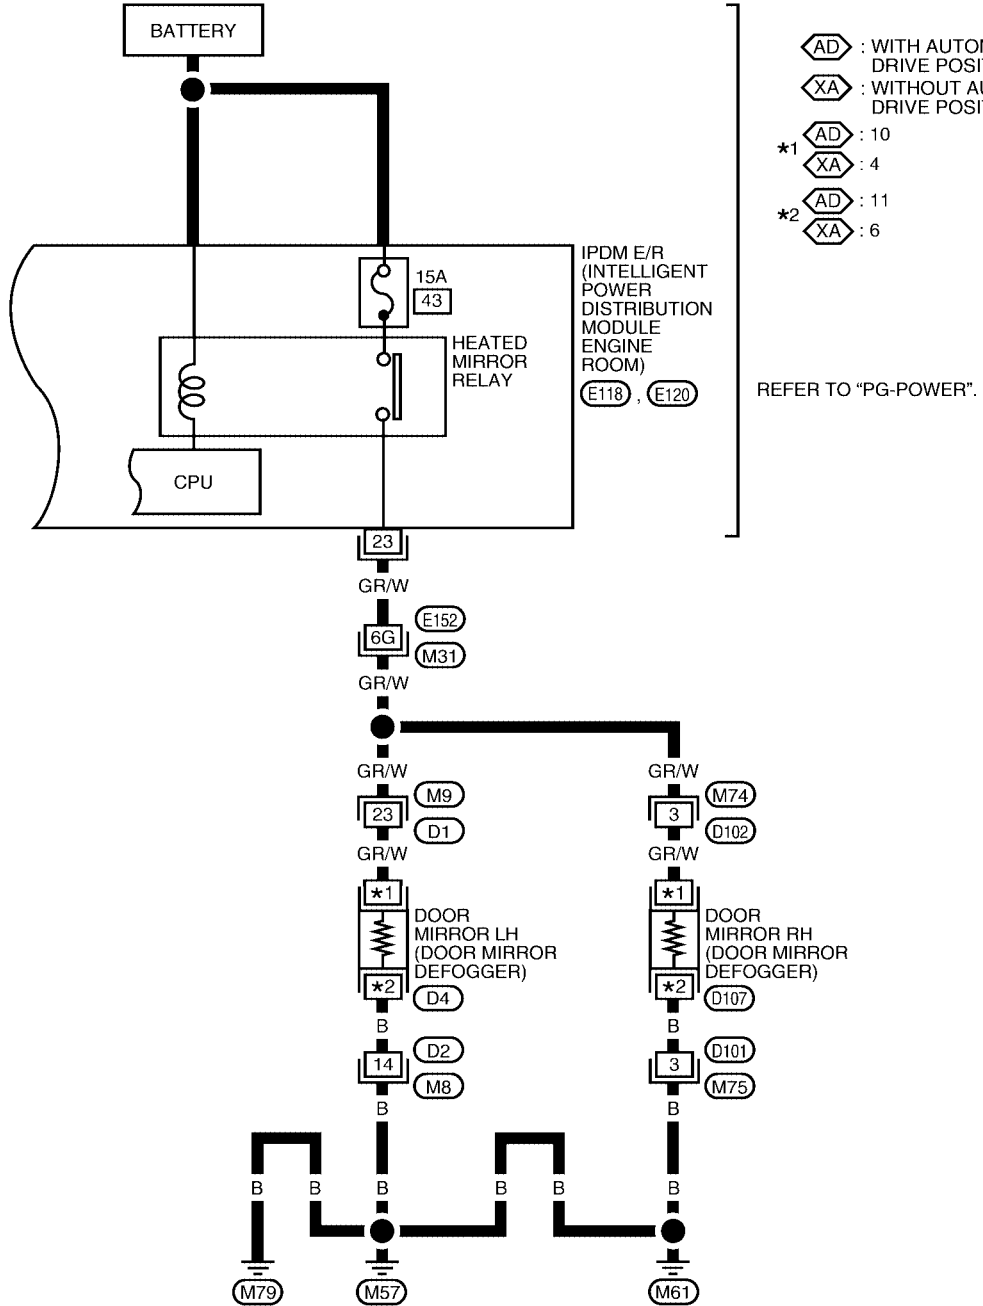 BATTERY
AD : WITH AUTOM
DRIVE POSIT
XA : WITHOUT AU
DRIVE POSIT
*1 AD : 10
XA : 4
*2 AD : 11
XA : 6
15A
43
IPDM E/R
(INTELLIGENT
POWER
DISTRIBUTION
MODULE
ENGINE
ROOM)
E118 , E120
HEATED
MIRROR
RELAY
REFER TO “PG-POWER”.
CPU
23
GR/W
6G
E152
M31
GR/W
GR/W
GR/W
23
M9
D1
3
M74
D102
GR/W
GR/W
*1
DOOR
MIRROR LH
(DOOR MIRROR
DEFOGGER)
*2
D4
*1
DOOR
MIRROR RH
(DOOR MIRROR
DEFOGGER)
*2
D107
B
B
14
D2
M8
3
D101
M75
B
B
B
B
B
B
B
B
M79
M57
M61